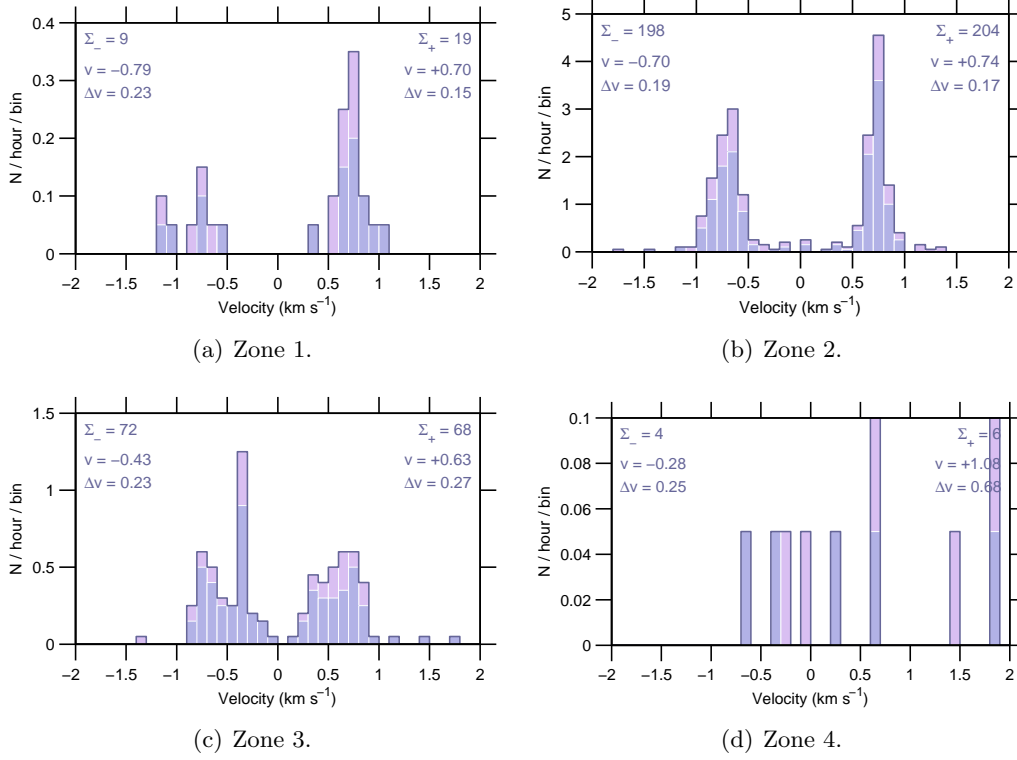 0.4
0.3
0.2
0.1
0
N / hour / bin
Σ₋ = 9
v = −0.79
Δv = 0.23
Σ₊ = 19
v = +0.70
Δv = 0.15
−2 −1.5 −1 −0.5 0 0.5 1 1.5 2
Velocity (km s⁻¹)
(a) Zone 1.
5
4
3
2
1
0
N / hour / bin
Σ₋ = 198
v = −0.70
Δv = 0.19
Σ₊ = 204
v = +0.74
Δv = 0.17
−2 −1.5 −1 −0.5 0 0.5 1 1.5 2
Velocity (km s⁻¹)
(b) Zone 2.
1.5
1
0.5
0
N / hour / bin
Σ₋ = 72
v = −0.43
Δv = 0.23
Σ₊ = 68
v = +0.63
Δv = 0.27
−2 −1.5 −1 −0.5 0 0.5 1 1.5 2
Velocity (km s⁻¹)
(c) Zone 3.
0.1
0.08
0.06
0.04
0.02
0
N / hour / bin
Σ₋ = 4
v = −0.28
Δv = 0.25
Σ₊ = 6
v = +1.08
Δv = 0.68
−2 −1.5 −1 −0.5 0 0.5 1 1.5 2
Velocity (km s⁻¹)
(d) Zone 4.